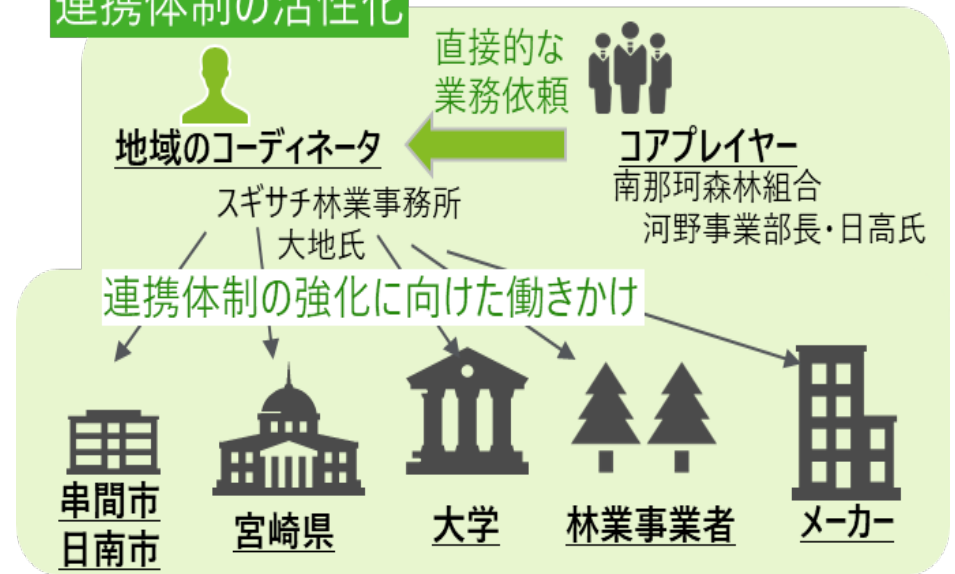 連携体制の活性化
直接的な
業務依頼
地域のコーディネータ
コアプレイヤー
スギサチ林業事務所
大地氏
南那珂森林組合
河野事業部長・日高氏
連携体制の強化に向けた働きかけ
串間市
日南市
宮崎県
大学
林業事業者
メーカー